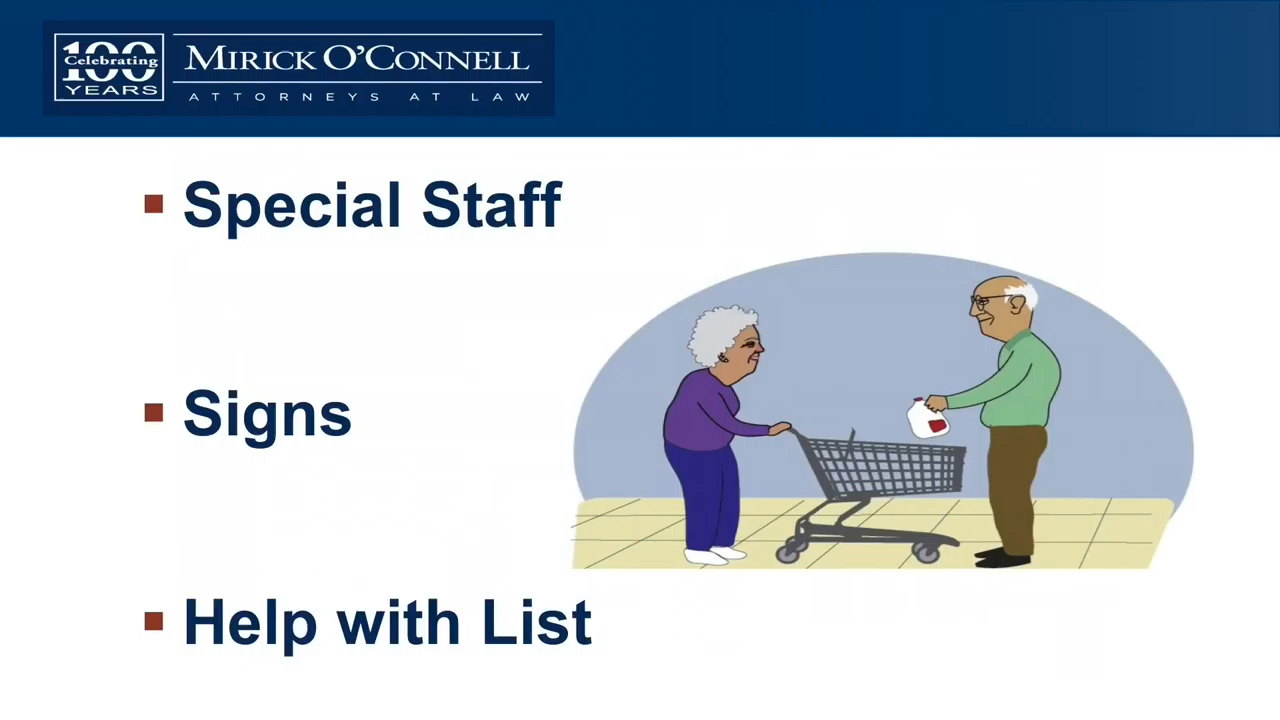 100
Celebrating
YEARS
MIRICK O'CONNELL
ATTORNEYS AT LAW
Special Staff
Signs
Help with List